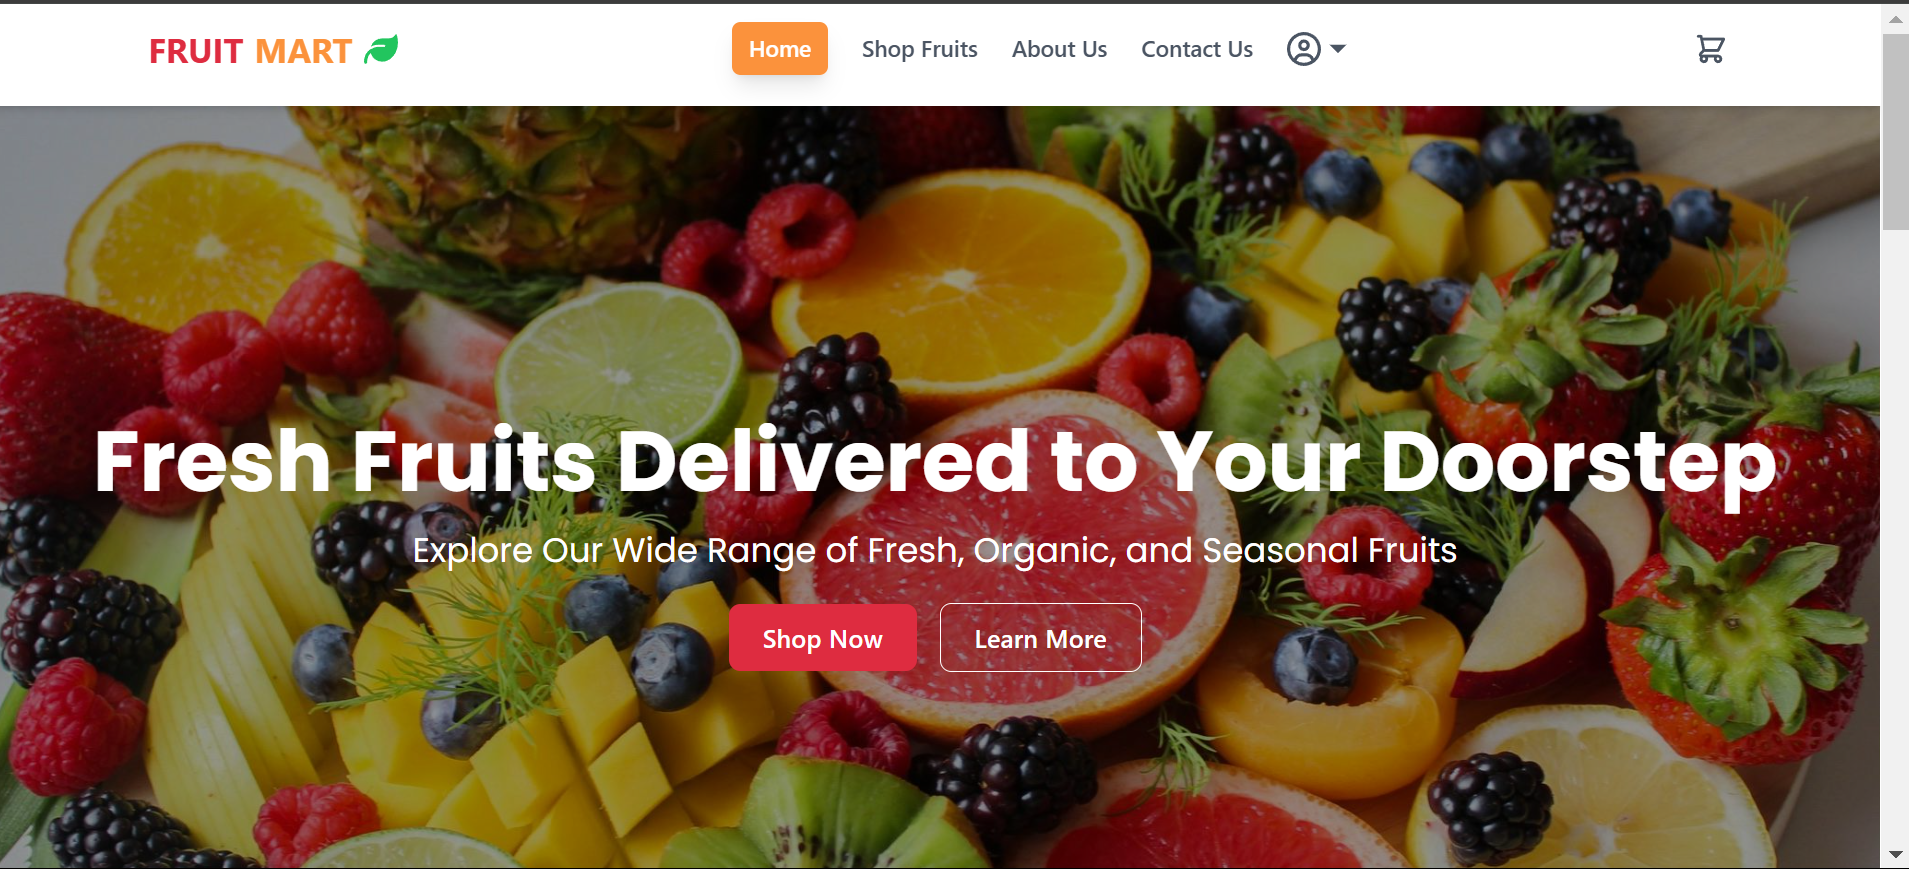 FRUIT MART
Home
Shop Fruits
About Us
Contact Us
Fresh Fruits Delivered to Your Doorstep
Explore Our Wide Range of Fresh, Organic, and Seasonal Fruits
Shop Now
Learn More